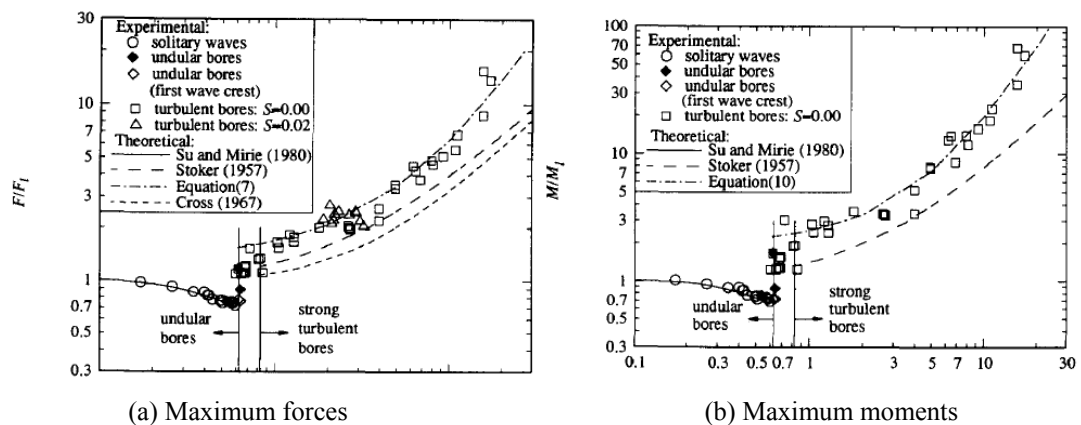 30
10
7
5
3
1
0.7
0.5
0.3
F/F_l
Experimental:
solitary waves
undular bores
undular bores
(first wave crest)
turbulent bores: S=0.00
turbulent bores: S=0.02
Theoretical:
Su and Mirie (1980)
Stoker (1957)
Equation(7)
Cross (1967)
undular
bores
strong
turbulent
bores
(a) Maximum forces
100
70
50
30
10
7
5
3
1
0.7
0.5
0.3
M/M_l
Experimental:
solitary waves
undular bores
undular bores
(first wave crest)
turbulent bores: S=0.00
Theoretical:
Su and Mirie (1980)
Stoker (1957)
Equation(10)
undular
bores
strong
turbulent
bores
0.1 0.3 0.5 0.7 1 3 5 7 10 30
(b) Maximum moments